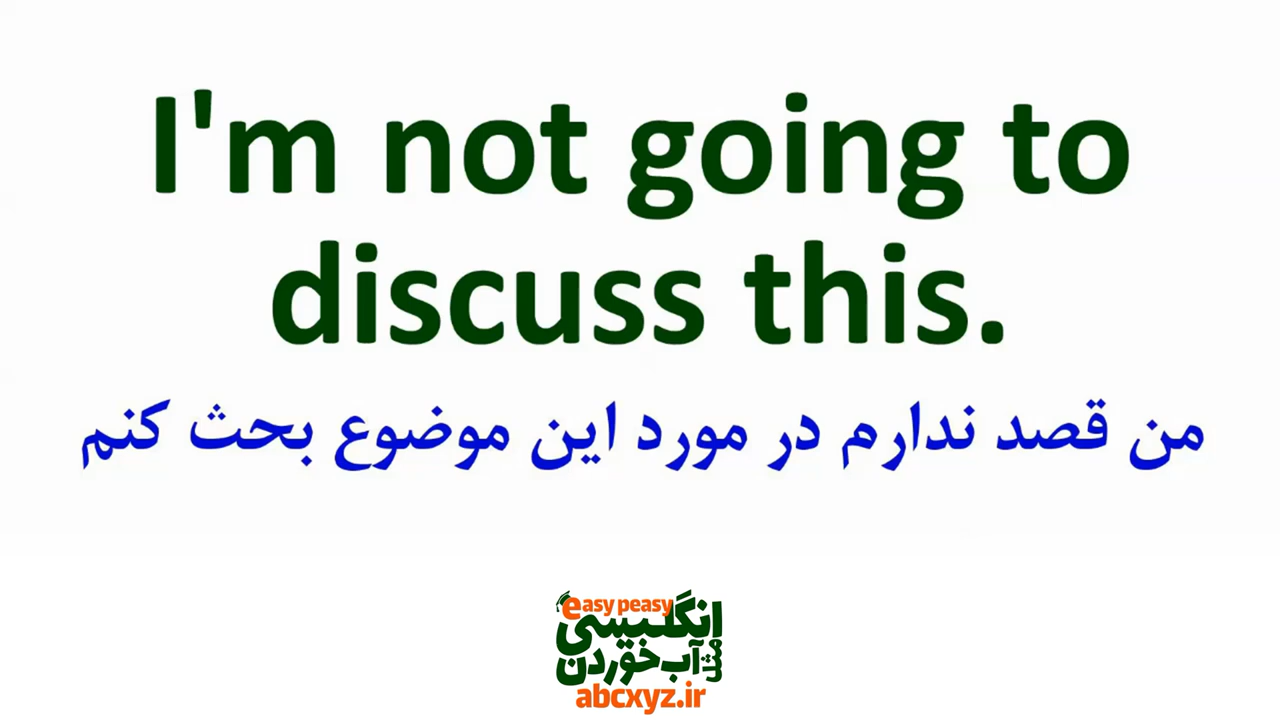 I'm not going to
discuss this.
من قصد ندارم در مورد این موضوع بحث کنم
easy peasy
انگلیسی
مثل آب خوردن
abcxyz.ir